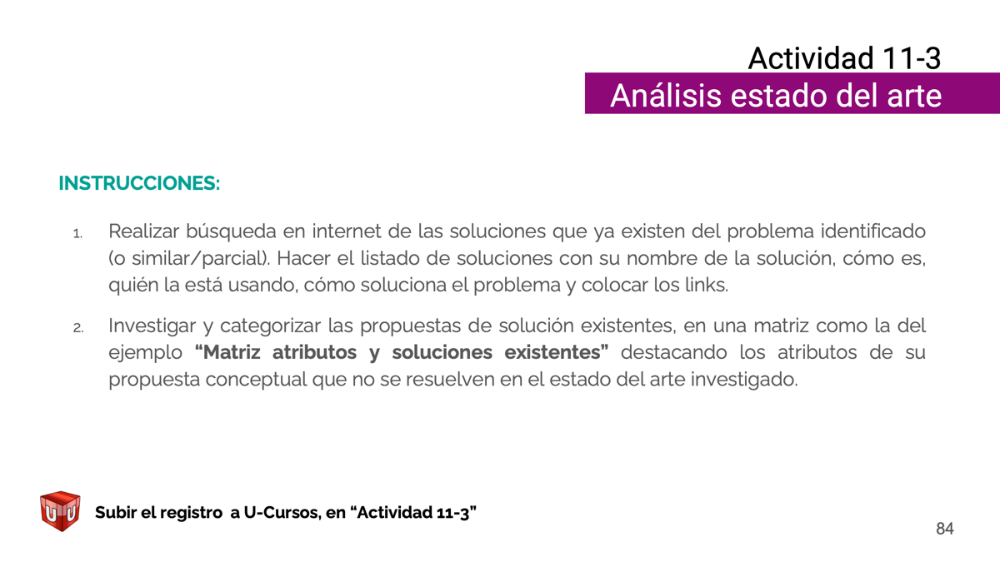 Actividad 11-3
Análisis estado del arte
INSTRUCCIONES:
1. Realizar búsqueda en internet de las soluciones que ya existen del problema identificado
(o similar/parcial). Hacer el listado de soluciones con su nombre de la solución, cómo es,
quién la está usando, cómo soluciona el problema y colocar los links.
2. Investigar y categorizar las propuestas de solución existentes, en una matriz como la del
ejemplo “Matriz atributos y soluciones existentes” destacando los atributos de su
propuesta conceptual que no se resuelven en el estado del arte investigado.
U U
Subir el registro a U-Cursos, en “Actividad 11-3”
84